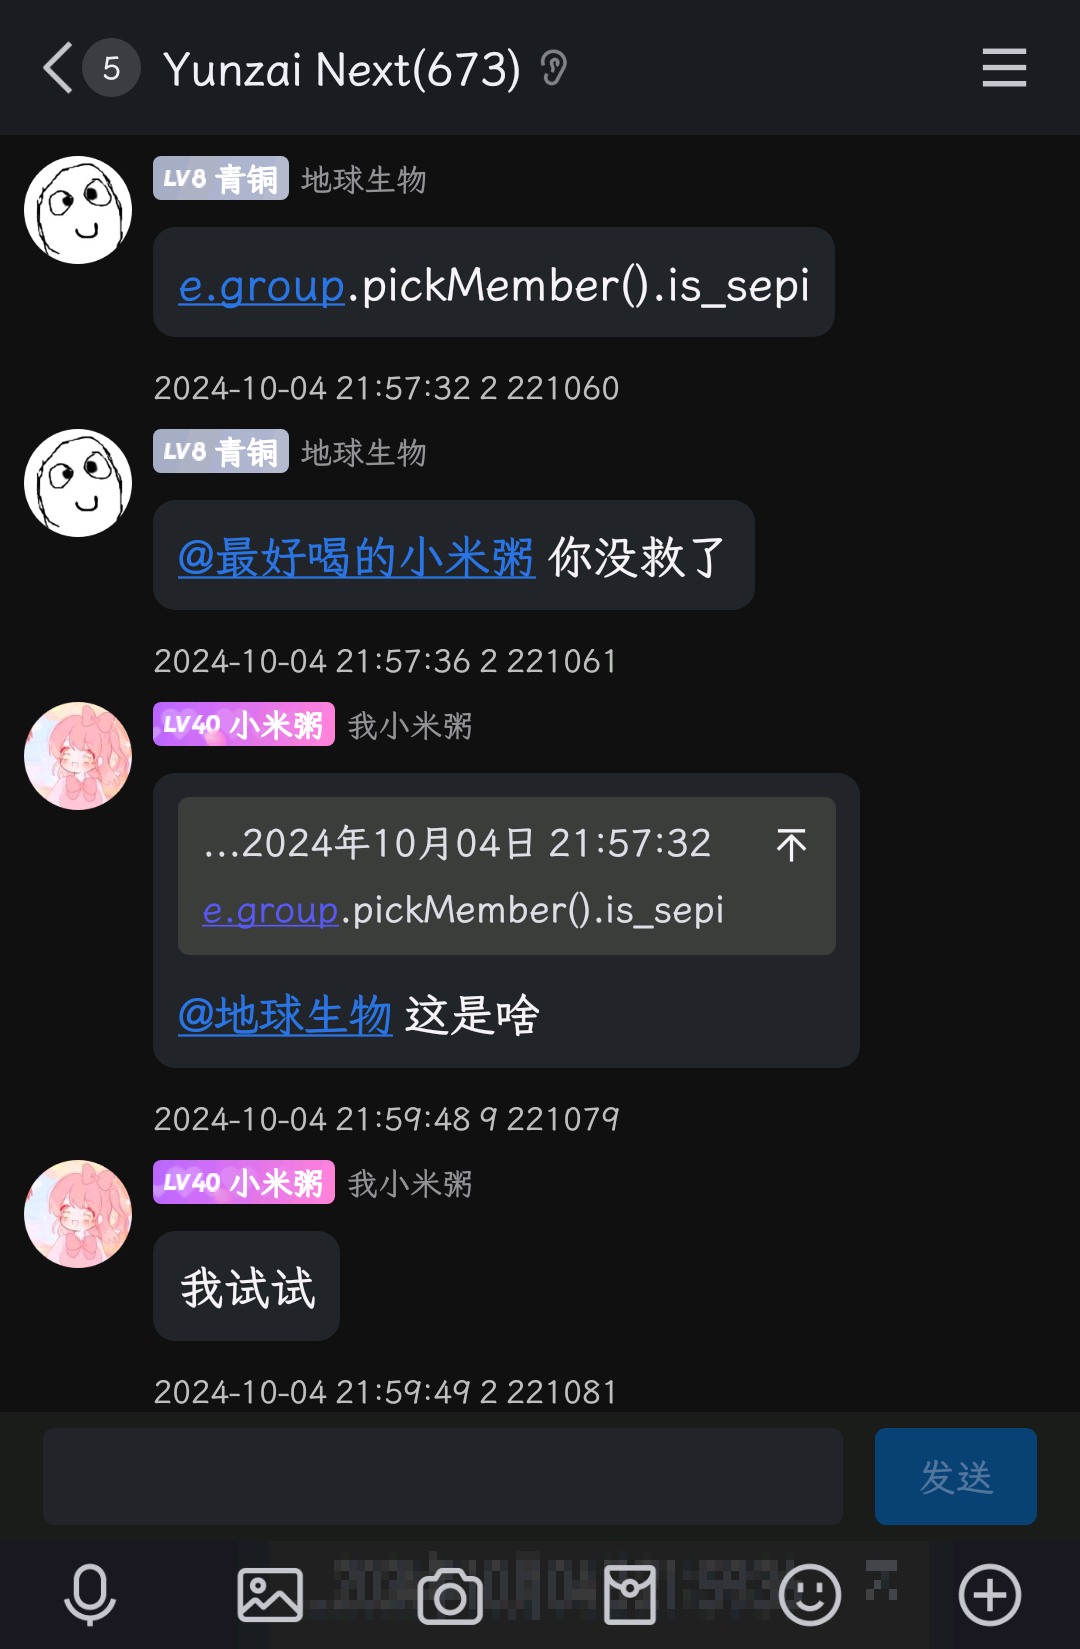 5 Yunzai Next(673)
LV8 青铜 地球生物
e.group.pickMember().is_sepi
2024-10-04 21:57:32 2 221060
LV8 青铜 地球生物
@最好喝的小米粥 你没救了
2024-10-04 21:57:36 2 221061
LV40 小米粥 我小米粥
...2024年10月04日 21:57:32
e.group.pickMember().is_sepi
@地球生物 这是啥
2024-10-04 21:59:48 9 221079
LV40 小米粥 我小米粥
我试试
2024-10-04 21:59:49 2 221081
发送